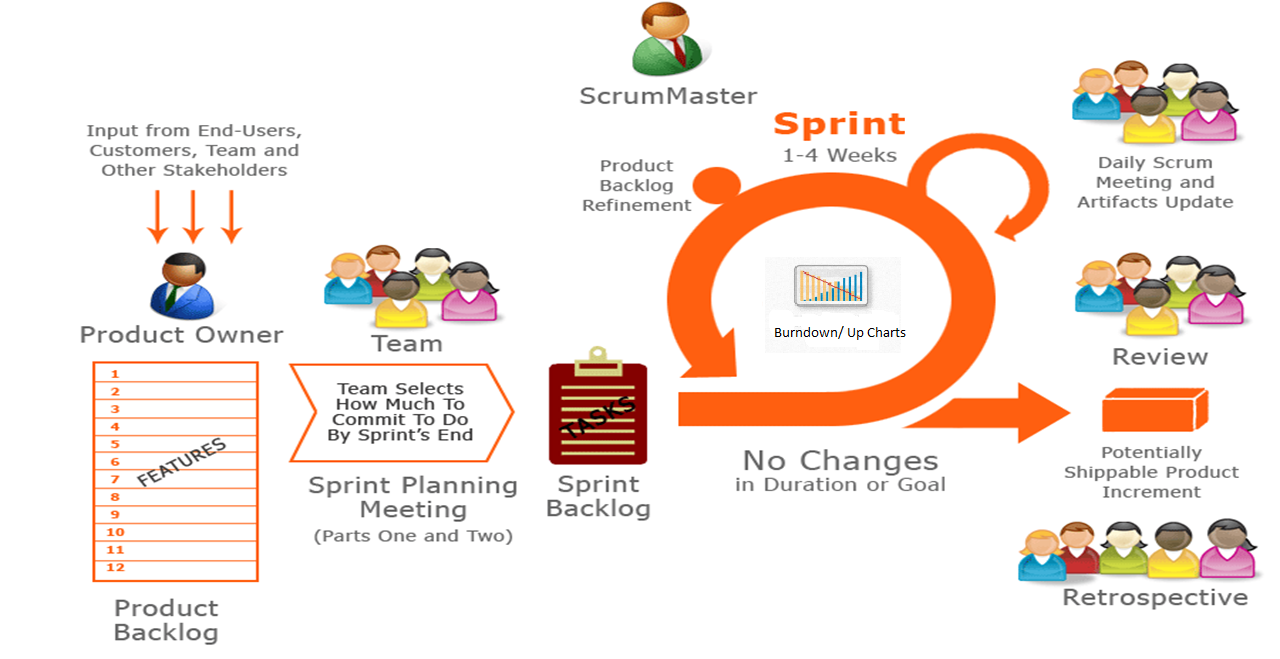 ScrumMaster
Input from End-Users,
Customers, Team and
Other Stakeholders
Product Owner
1
2
3
4
5
6
7
8
9
10
11
12
FEATURES
Product
Backlog
Team
Team Selects
How Much To
Commit To Do
By Sprint's End
Sprint Planning
Meeting
(Parts One and Two)
TASKS
Sprint
Backlog
Sprint
1-4 Weeks
Product
Backlog
Refinement
Burndown/ Up Charts
No Changes
in Duration or Goal
Daily Scrum
Meeting and
Artifacts Update
Review
Potentially
Shippable Product
Increment
Retrospective